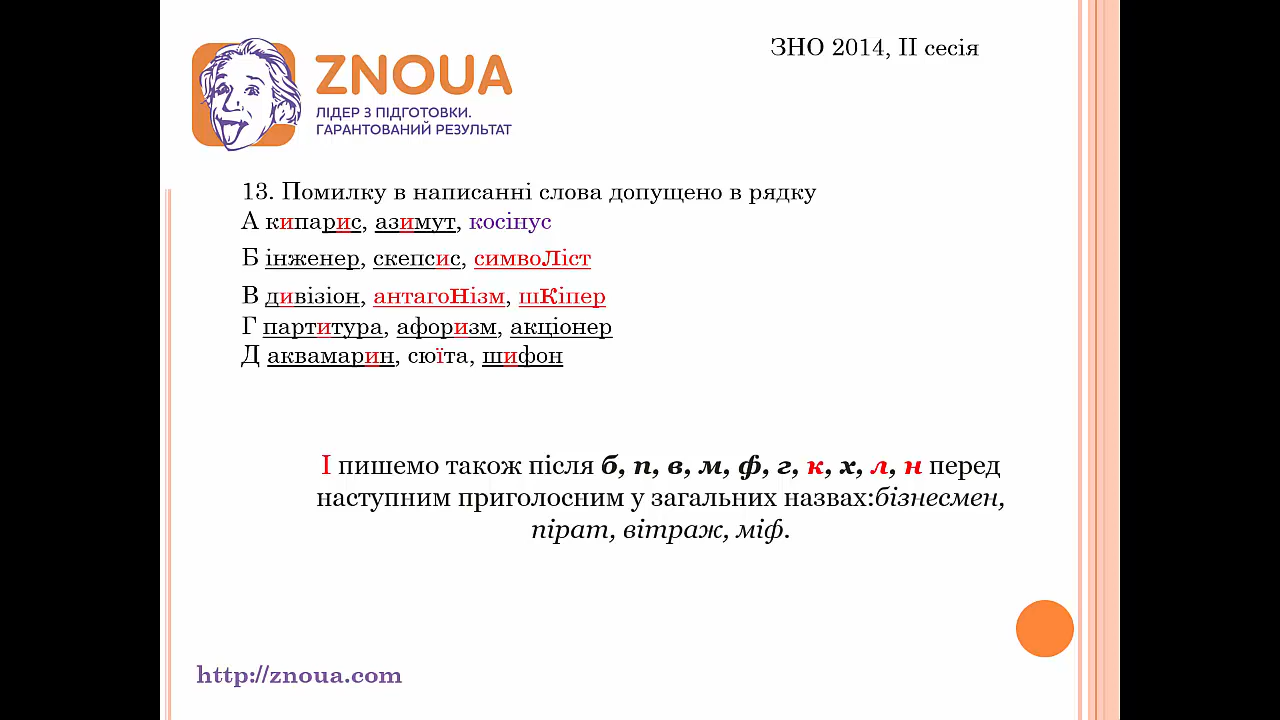 ZNOUA
ЛІДЕР З ПІДГОТОВКИ.
ГАРАНТОВАНИЙ РЕЗУЛЬТАТ
ЗНО 2014, ІІ сесія
13. Помилку в написанні слова допущено в рядку
А кипарис, азимут, косінус
Б інженер, скепсис, символіст
В дивізіон, антагонізм, шкіпер
Г партитура, афоризм, акціонер
Д аквамарин, сюїта, шифон
І пишемо також після б, п, в, м, ф, г, к, х, л, н перед
наступним приголосним у загальних назвах:бізнесмен,
пірат, вітраж, міф.
http://znoua.com